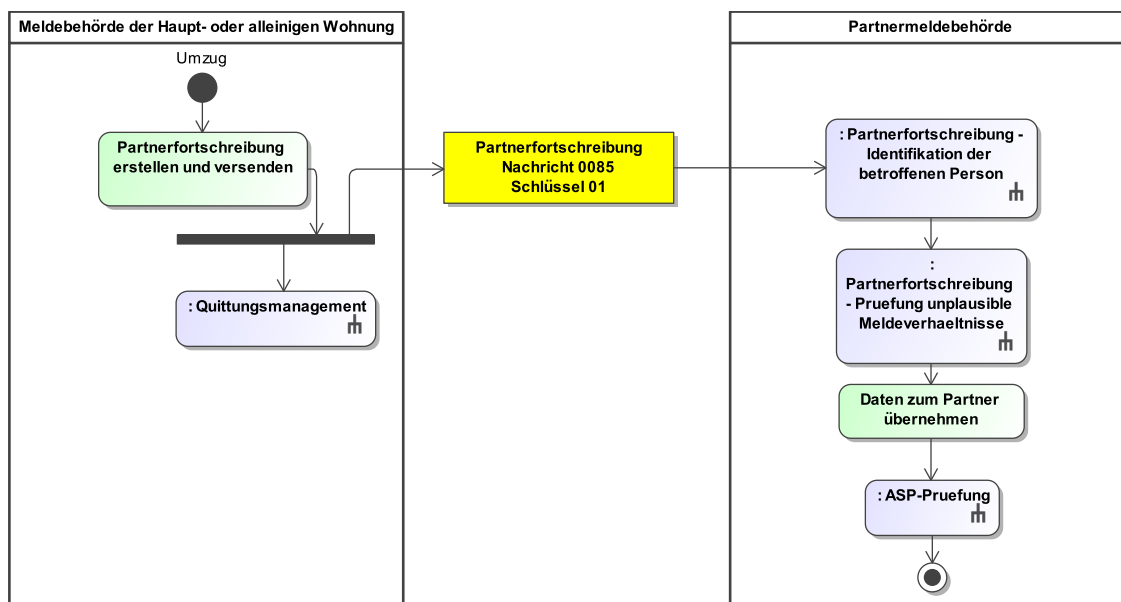 Meldebehörde der Haupt- oder alleinigen Wohnung
Umzug
Partnerfortschreibung
erstellen und versenden
: Quittungsmanagement
Partnerfortschreibung
Nachricht 0085
Schlüssel 01
Partnermeldebehörde
: Partnerfortschreibung -
Identifikation der
betroffenen Person
:
Partnerfortschreibung
- Pruefung unplausible
Meldeverhaeltnisse
Daten zum Partner
übernehmen
: ASP-Pruefung